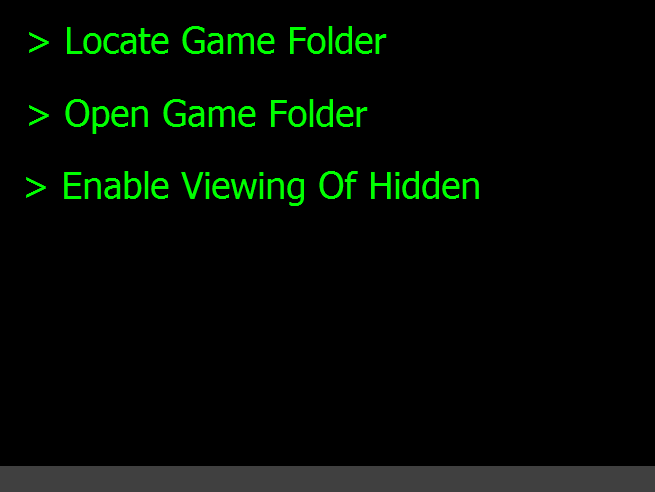 > Locate Game Folder
> Open Game Folder
> Enable Viewing Of Hidden